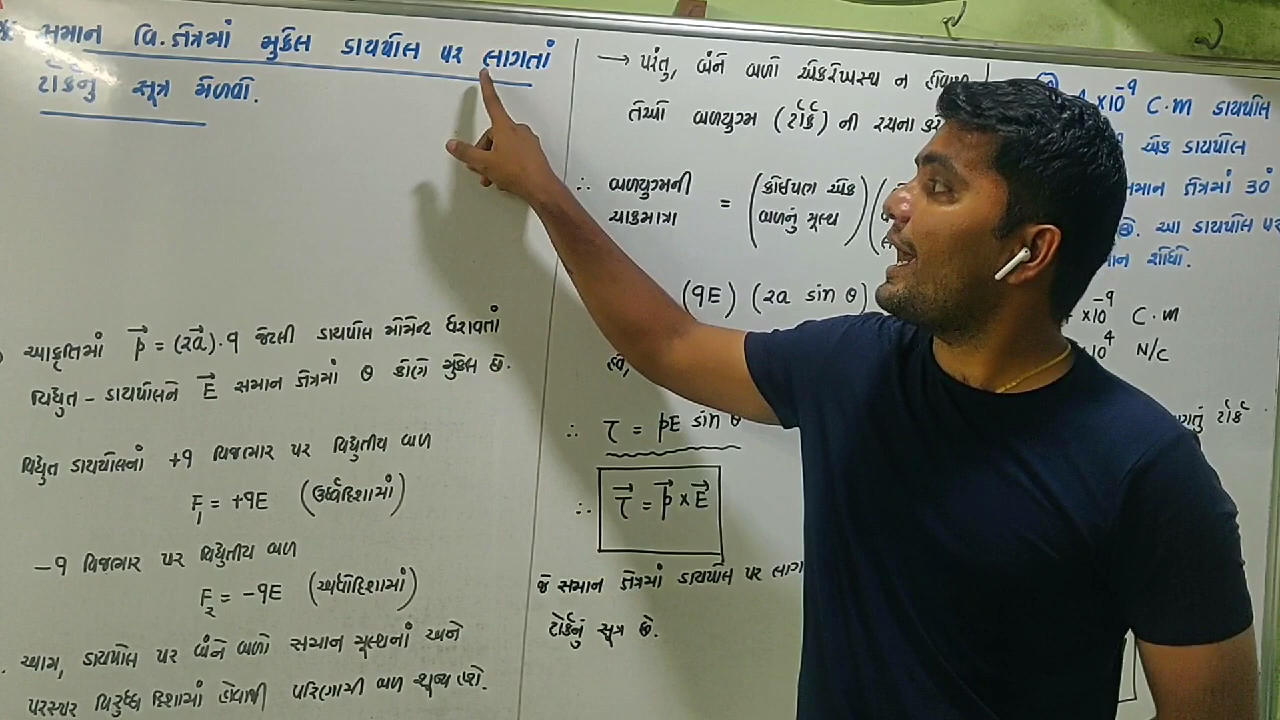 * સમાન વિ. ક્ષેત્રમાં મુકેલ ડાયપોલ પર લાગતાં
ટોર્કનું સૂત્ર મેળવો.
આકૃતિમાં p⃗ = (2a⃗)·q જેટલી ડાયપોલ મોમેન્ટ ધરાવતાં
વિદ્યુત - ડાયપોલને E⃗ સમાન ક્ષેત્રમાં θ કોણે મુકેલ છે.
વિદ્યુત ડાયપોલનાં +q વિજભાર પર વિદ્યુતીય બળ
F₁ = +qE (ઉર્ધ્વદિશામાં)
-q વિજભાર પર વિદ્યુતીય બળ
F₂ = -qE (અધોદિશામાં)
આમ, ડાયપોલ પર બંને બળો સમાન મૂલ્યનાં અને
પરસ્પર વિરુધ્ધ દિશામાં હોવાથી પરિણામી બળ શૂન્ય થશે.
→ પરંતુ, બંને બળો એકરેખસ્થ ન
તેઓ બળયુગ્મ (ટોર્ક) ની રચના કરે
∴ બળયુગ્મની ચાકમાત્રા = (કોઈપણ એક બળનું મૂલ્ય) (
(qE) (2a sin θ)
∴ τ = pE sin θ
∴ τ⃗ = p⃗ × E⃗
જે સમાન ક્ષેત્રમાં ડાયપોલ પર લાગ
ટોર્કનું સૂત્ર છે.
×10⁻⁹ C.m ડાયપોલ
એક ડાયપોલ
સમાન ક્ષેત્રમાં 30°
છે. આ ડાયપોલ પર
શોધો.
×10⁻⁹ C.m
×10⁴ N/C
ટોર્ક